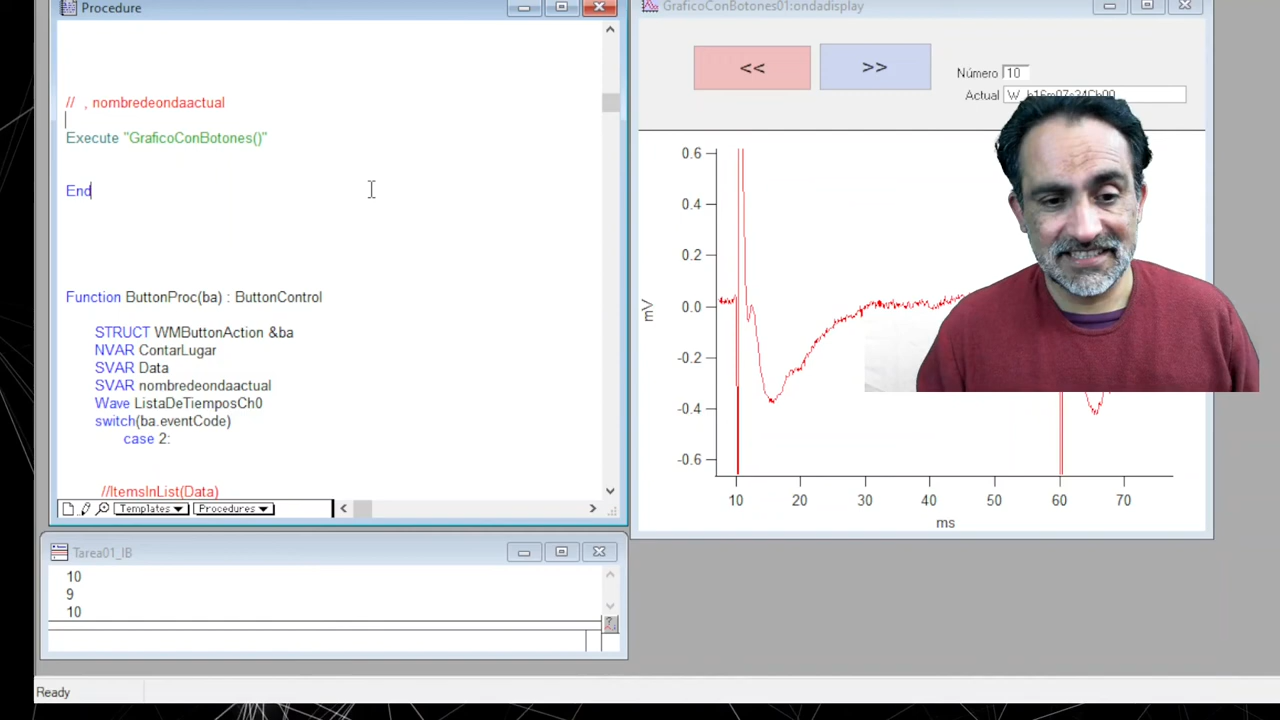 Procedure
// , nombredeondaactual
Execute "GraficoConBotones()"
End
Function ButtonProc(ba) : ButtonControl
STRUCT WMButtonAction &ba
NVAR ContarLugar
SVAR Data
SVAR nombredeondaactual
Wave ListaDeTiemposCh0
switch(ba.eventCode)
case 2:
//ItemsInList(Data)
Templates
Procedures
GraficoConBotones01:ondadisplay
<<
>>
Número 10
Actual
0.6
0.4
0.2
0.0
-0.2
-0.4
-0.6
mV
10 20 30 40 50 60 70
ms
Tarea01_IB
10
9
10
Ready